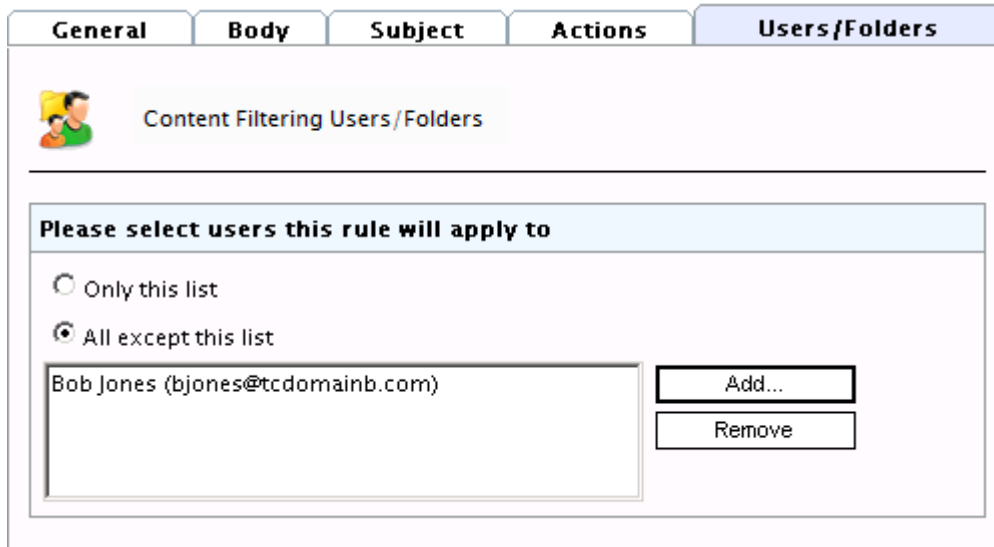 General Body Subject Actions Users/Folders
Content Filtering Users/Folders
Please select users this rule will apply to
Only this list
All except this list
Bob Jones (bjones@tcdomainb.com)
Add...
Remove